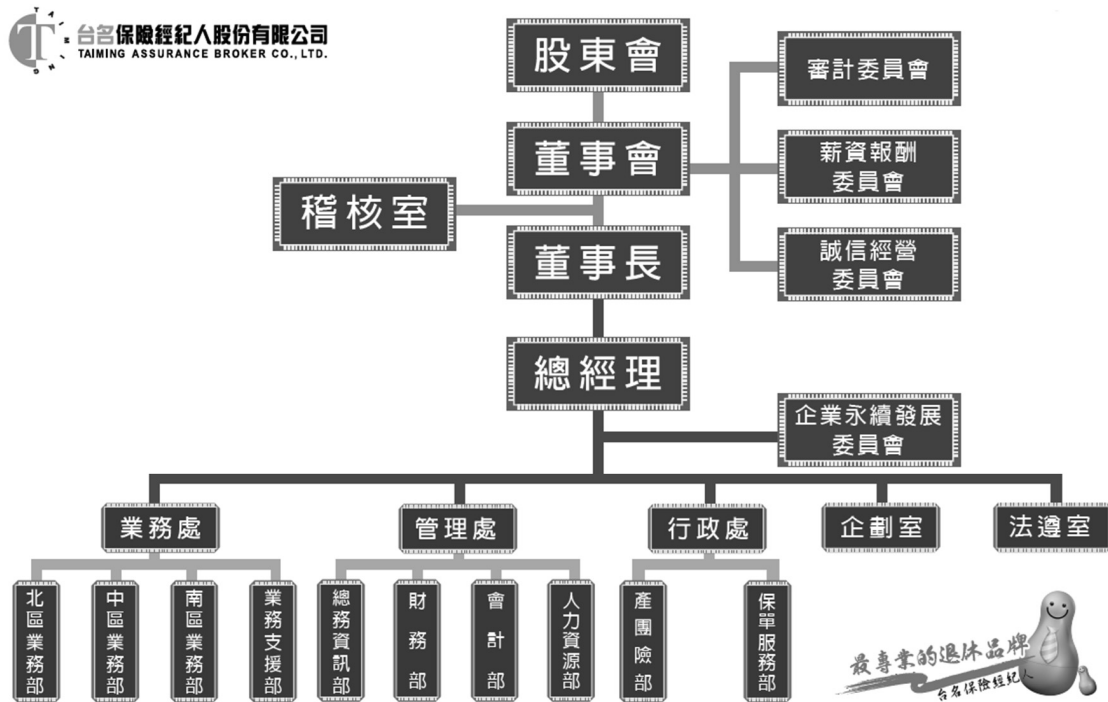 TAIMING
T
台名保險經紀人股份有限公司
TAIMING ASSURANCE BROKER CO., LTD.
股東會
審計委員會
董事會
薪資報酬
委員會
稽核室
董事長
誠信經營
委員會
總經理
企業永續發展
委員會
業務處
管理處
行政處
企劃室
法遵室
北區業務部
中區業務部
南區業務部
業務支援部
總務資訊部
財務部
會計部
人力資源部
產團險部
保單服務部
最專業的退休品牌
台名保險經紀人